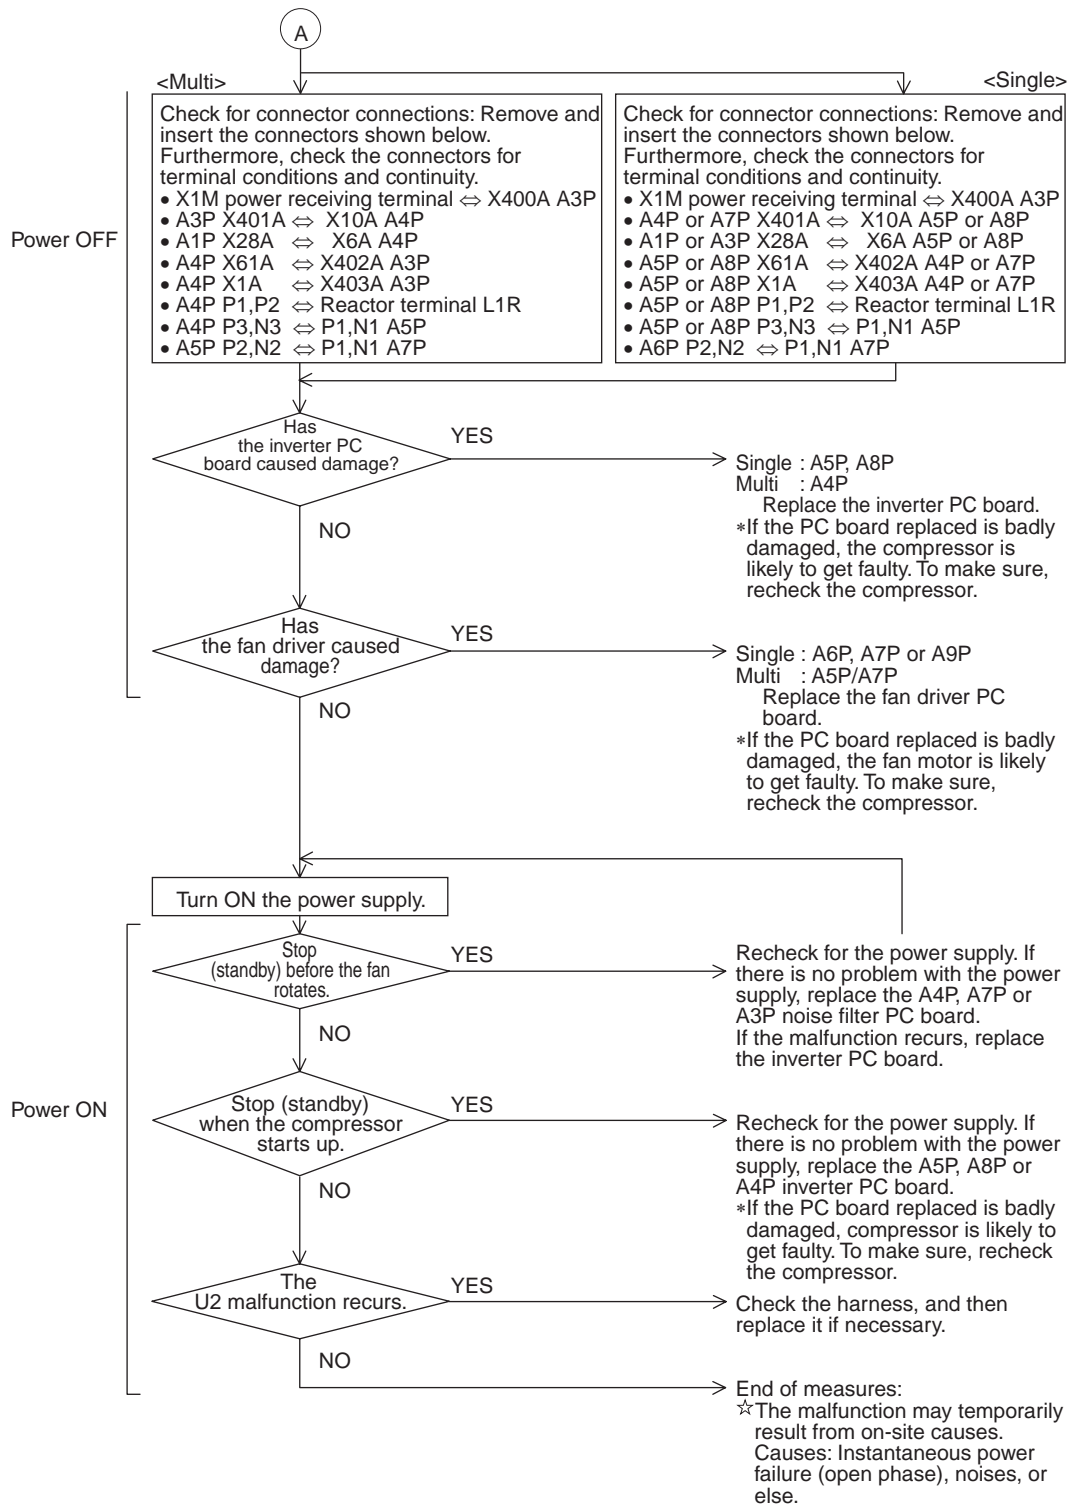 A
<Multi>
<Single>
Power OFF
Check for connector connections: Remove and
insert the connectors shown below.
Furthermore, check the connectors for
terminal conditions and continuity.
• X1M power receiving terminal ⇔ X400A A3P
• A3P X401A ⇔ X10A A4P
• A1P X28A ⇔ X6A A4P
• A4P X61A ⇔ X402A A3P
• A4P X1A ⇔ X403A A3P
• A4P P1,P2 ⇔ Reactor terminal L1R
• A4P P3,N3 ⇔ P1,N1 A5P
• A5P P2,N2 ⇔ P1,N1 A7P
Check for connector connections: Remove and
insert the connectors shown below.
Furthermore, check the connectors for
terminal conditions and continuity.
• X1M power receiving terminal ⇔ X400A A3P
• A4P or A7P X401A ⇔ X10A A5P or A8P
• A1P or A3P X28A ⇔ X6A A5P or A8P
• A5P or A8P X61A ⇔ X402A A4P or A7P
• A5P or A8P X1A ⇔ X403A A4P or A7P
• A5P or A8P P1,P2 ⇔ Reactor terminal L1R
• A5P or A8P P3,N3 ⇔ P1,N1 A5P
• A6P P2,N2 ⇔ P1,N1 A7P
Has
the inverter PC
board caused damage?
YES
NO
Single : A5P, A8P
Multi : A4P
Replace the inverter PC board.
*If the PC board replaced is badly
damaged, the compressor is
likely to get faulty. To make sure,
recheck the compressor.
Has
the fan driver caused
damage?
YES
NO
Single : A6P, A7P or A9P
Multi : A5P/A7P
Replace the fan driver PC
board.
*If the PC board replaced is badly
damaged, the fan motor is likely
to get faulty. To make sure,
recheck the compressor.
Turn ON the power supply.
Power ON
Stop
(standby) before the fan
rotates.
YES
NO
Recheck for the power supply. If
there is no problem with the power
supply, replace the A4P, A7P or
A3P noise filter PC board.
If the malfunction recurs, replace
the inverter PC board.
Stop (standby)
when the compressor
starts up.
YES
NO
Recheck for the power supply. If
there is no problem with the power
supply, replace the A5P, A8P or
A4P inverter PC board.
*If the PC board replaced is badly
damaged, compressor is likely to
get faulty. To make sure, recheck
the compressor.
The
U2 malfunction recurs.
YES
NO
Check the harness, and then
replace it if necessary.
End of measures:
☆The malfunction may temporarily
result from on-site causes.
Causes: Instantaneous power
failure (open phase), noises, or
else.